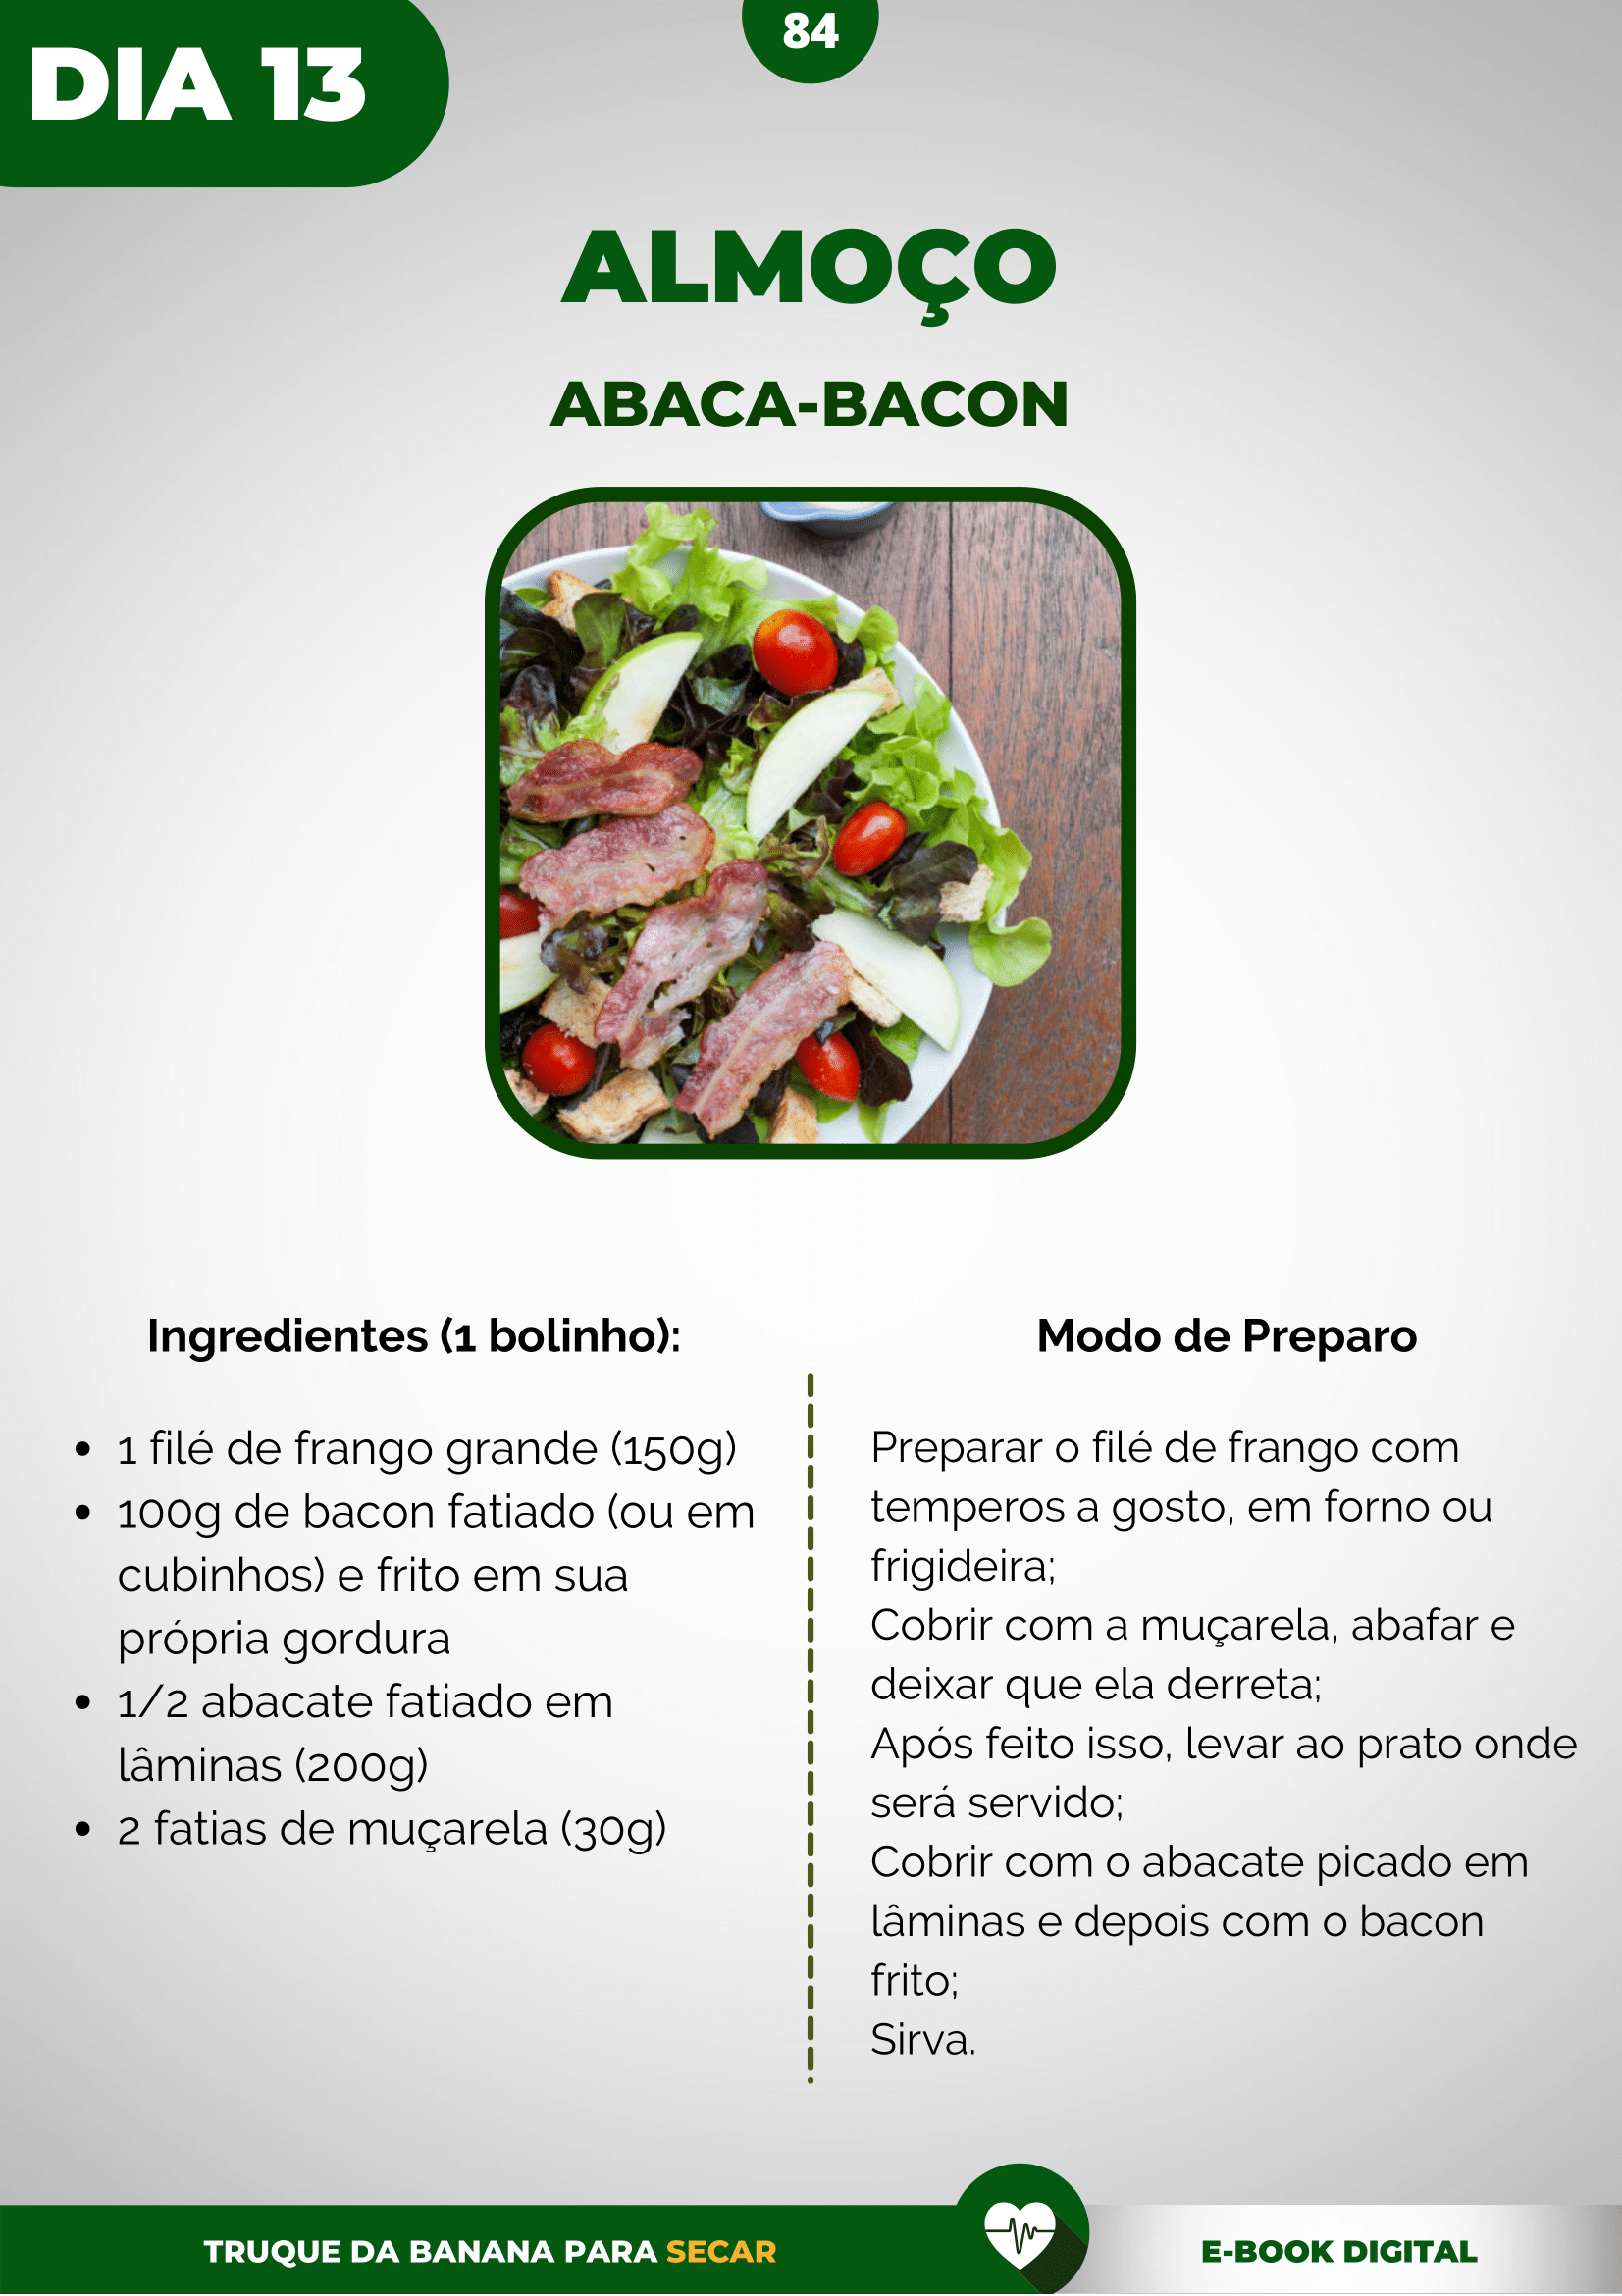 DIA 13
84
ALMOÇO
ABACA-BACON
Ingredientes (1 bolinho):
• 1 filé de frango grande (150g)
• 100g de bacon fatiado (ou em
cubinhos) e frito em sua
própria gordura
• 1/2 abacate fatiado em
lâminas (200g)
• 2 fatias de muçarela (30g)
Modo de Preparo
Preparar o filé de frango com
temperos a gosto, em forno ou
frigideira;
Cobrir com a muçarela, abafar e
deixar que ela derreta;
Após feito isso, levar ao prato onde
será servido;
Cobrir com o abacate picado em
lâminas e depois com o bacon
frito;
Sirva.
TRUQUE DA BANANA PARA SECAR
E-BOOK DIGITAL